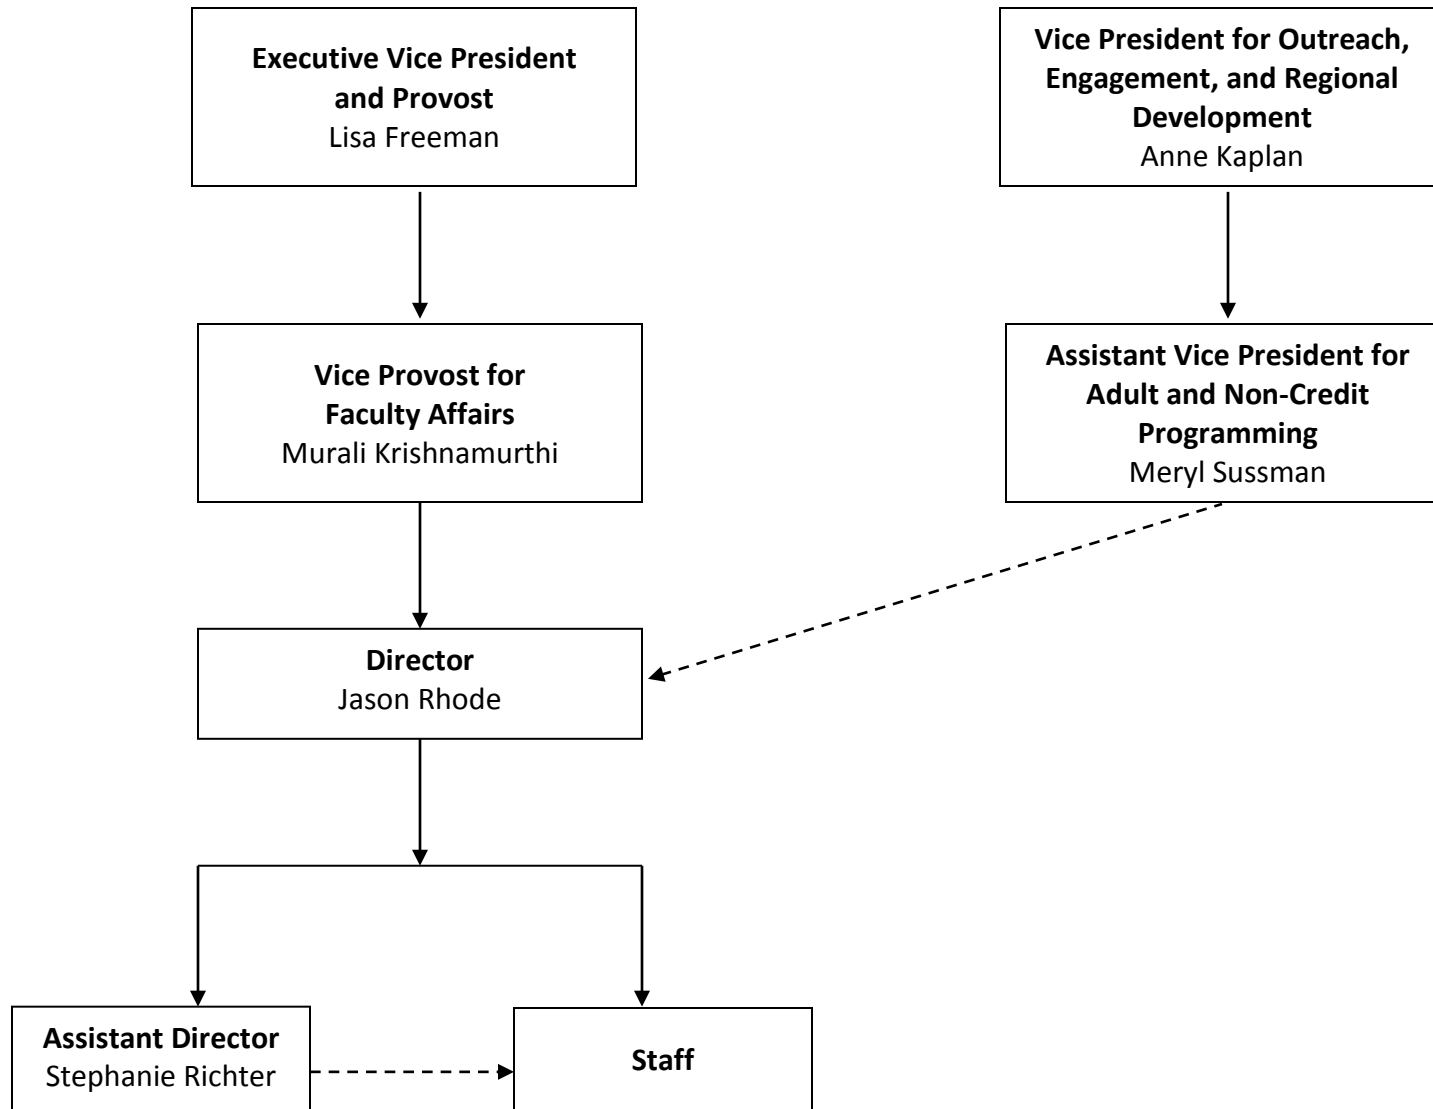 Executive Vice President
and Provost
Lisa Freeman
Vice President for Outreach,
Engagement, and Regional
Development
Anne Kaplan
Vice Provost for
Faculty Affairs
Murali Krishnamurthi
Assistant Vice President for
Adult and Non-Credit
Programming
Meryl Sussman
Director
Jason Rhode
Assistant Director
Stephanie Richter
Staff